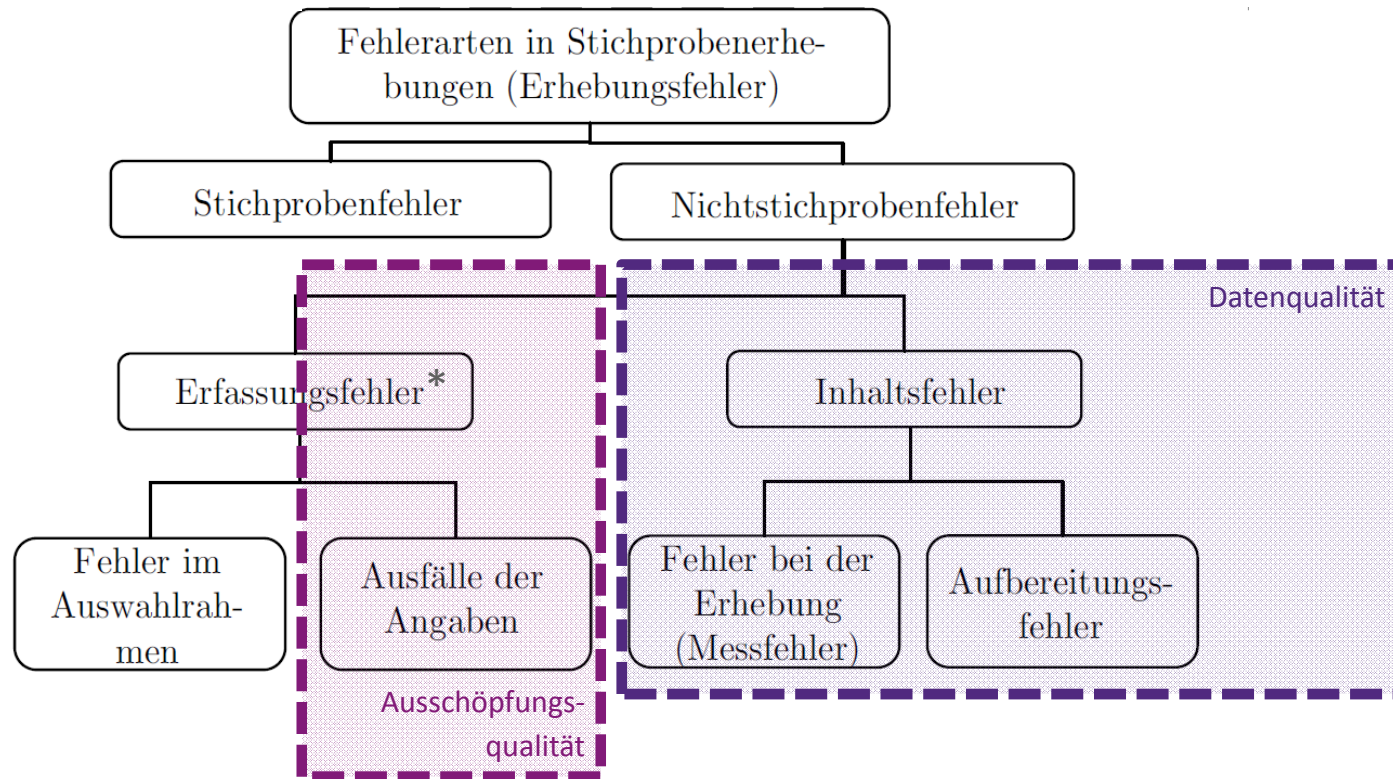 Fehlerarten in Stichprobenerhe-
bungen (Erhebungsfehler)
Stichprobenfehler
Nichtstichprobenfehler
Datenqualität
Erfassungsfehler*
Inhaltsfehler
Fehler im
Auswahlrah-
men
Ausfälle der
Angaben
Fehler bei der
Erhebung
(Messfehler)
Aufbereitungs-
fehler
Ausschöpfungs-
qualität